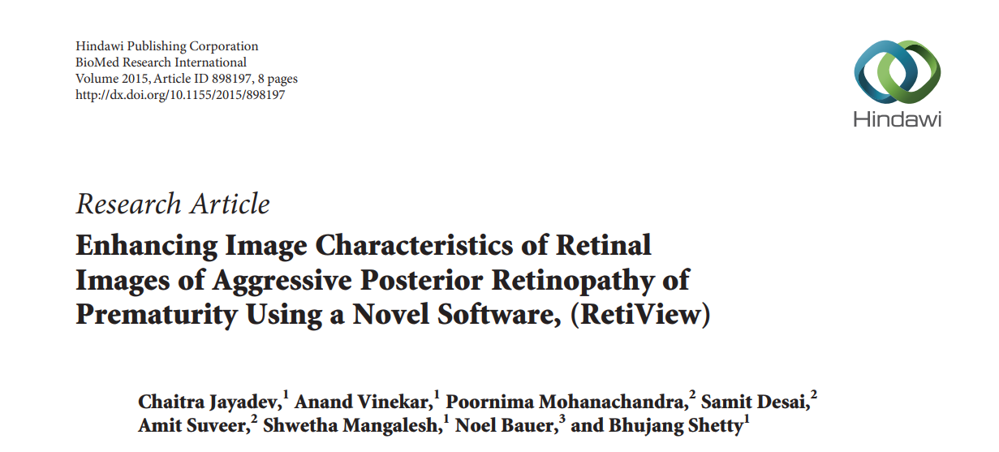 Hindawi Publishing Corporation
BioMed Research International
Volume 2015, Article ID 898197, 8 pages
http://dx.doi.org/10.1155/2015/898197
Hindawi
Research Article
Enhancing Image Characteristics of Retinal
Images of Aggressive Posterior Retinopathy of
Prematurity Using a Novel Software, (RetiView)
Chaitra Jayadev,1 Anand Vinekar,1 Poornima Mohanachandra,2 Samit Desai,2
Amit Suveer,2 Shwetha Mangalesh,1 Noel Bauer,3 and Bhujang Shetty1